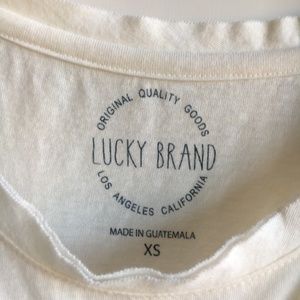 ORIGINAL QUALITY GOODS
LUCKY BRAND
LOS ANGELES CALIFORNIA
MADE IN GUATEMALA
XS